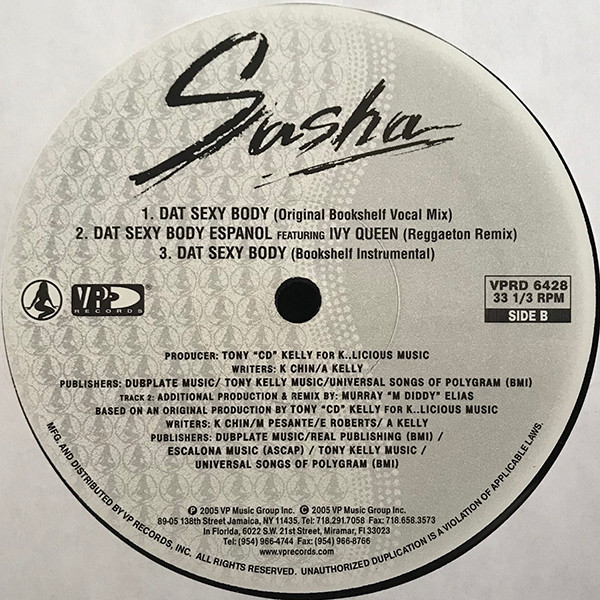 Sasha
1. DAT SEXY BODY (Original Bookshelf Vocal Mix)
2. DAT SEXY BODY ESPANOL FEATURING IVY QUEEN (Reggaeton Remix)
3. DAT SEXY BODY (Bookshelf Instrumental)
VP
RECORDS
VPRD 6428
33 1/3 RPM
SIDE B
PRODUCER: TONY "CD" KELLY FOR K..LICIOUS MUSIC
WRITERS: K CHIN/A KELLY
PUBLISHERS: DUBPLATE MUSIC/ TONY KELLY MUSIC/UNIVERSAL SONGS OF POLYGRAM (BMI)
TRACK 2: ADDITIONAL PRODUCTION & REMIX BY: MURRAY "M DIDDY" ELIAS
BASED ON AN ORIGINAL PRODUCTION BY TONY "CD" KELLY FOR K..LICIOUS MUSIC
WRITERS: K CHIN/M PESANTE/E ROBERTS/ A KELLY
PUBLISHERS: DUBPLATE MUSIC/REAL PUBLISHING (BMI) /
ESCALONA MUSIC (ASCAP) / TONY KELLY MUSIC /
UNIVERSAL SONGS OF POLYGRAM (BMI)
℗ 2005 VP Music Group Inc. © 2005 VP Music Group Inc.
89-05 138th Street Jamaica, NY 11435. Tel: 718.291.7058 Fax: 718.658.3573
In Florida, 6022 S.W. 21st Street, Miramar, Fl 33023
Tel: (954) 966-4744 Fax: (954) 966-8766
www.vprecords.com
MFG. AND DISTRIBUTED BY VP RECORDS, INC. ALL RIGHTS RESERVED. UNAUTHORIZED DUPLICATION IS A VIOLATION OF APPLICABLE LAWS.